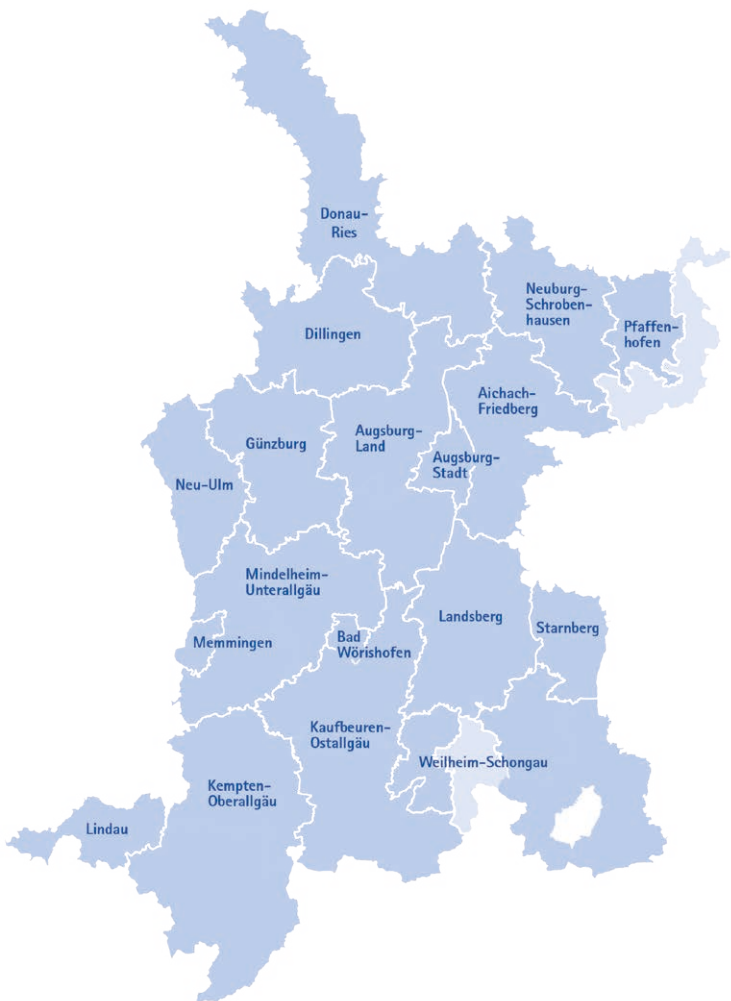 Donau-
Ries
Neuburg-
Schroben-
hausen
Pfaffen-
hofen
Dillingen
Aichach-
Friedberg
Augsburg-
Land
Günzburg
Augsburg-
Stadt
Neu-Ulm
Mindelheim-
Unterallgäu
Landsberg
Starnberg
Memmingen
Bad
Wörishofen
Kaufbeuren-
Ostallgäu
Weilheim-Schongau
Kempten-
Oberallgäu
Lindau